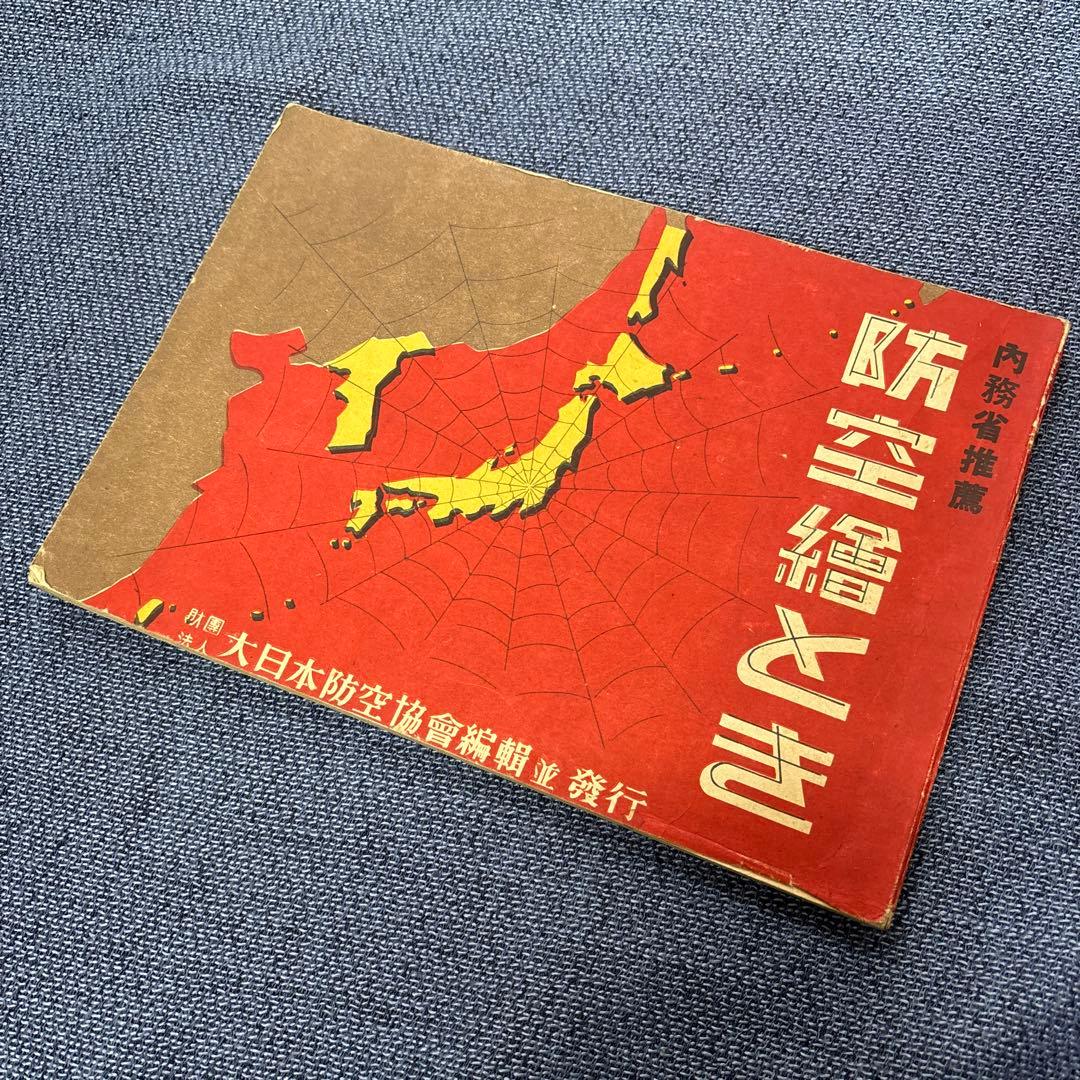 内務省推薦
防空繪とき
財團法人 大日本防空協會編輯並發行